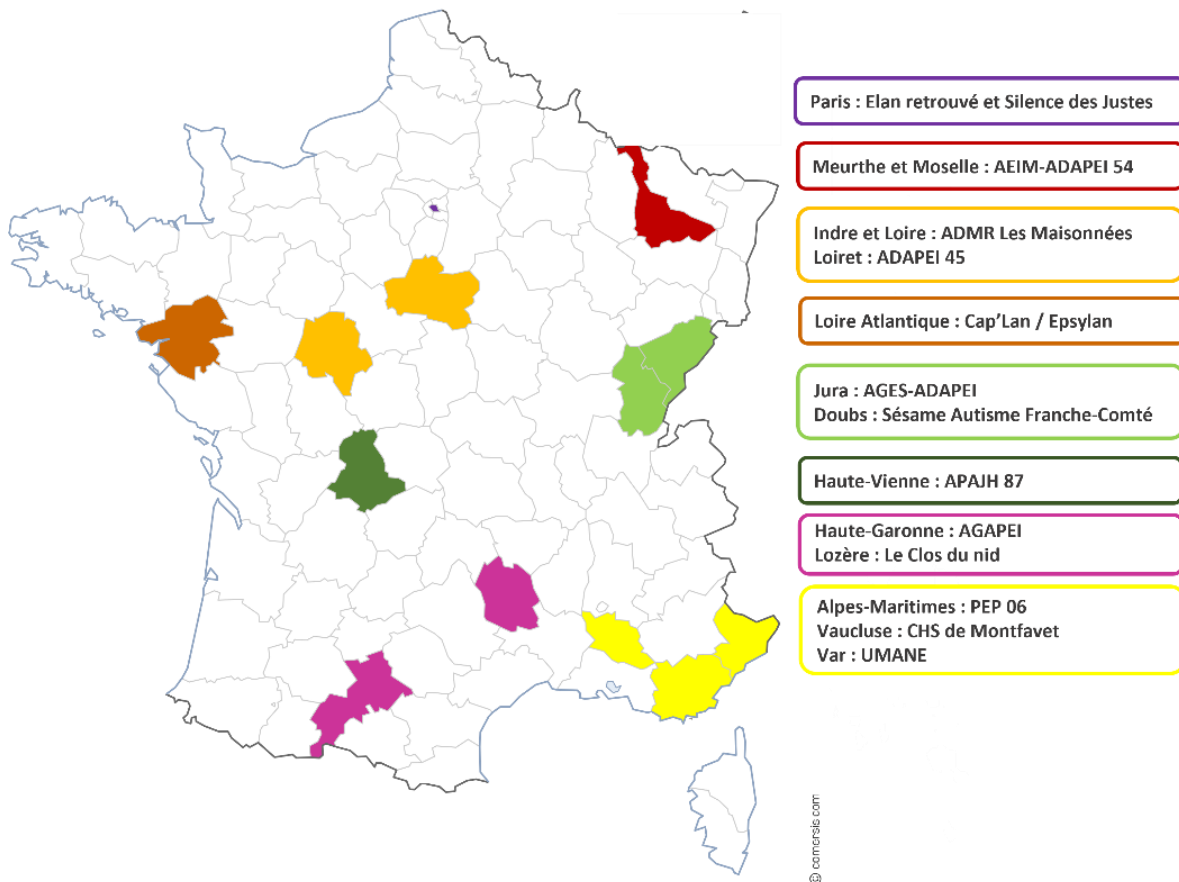 Paris : Elan retrouvé et Silence des Justes
Meurthe et Moselle : AEIM-ADAPEI 54
Indre et Loire : ADMR Les Maisonnées
Loiret : ADAPEI 45
Loire Atlantique : Cap'Lan / Epsylan
Jura : AGES-ADAPEI
Doubs : Sésame Autisme Franche-Comté
Haute-Vienne : APAJH 87
Haute-Garonne : AGAPEI
Lozère : Le Clos du nid
Alpes-Maritimes : PEP 06
Vaucluse : CHS de Montfavet
Var : UMANE
© comersis.com